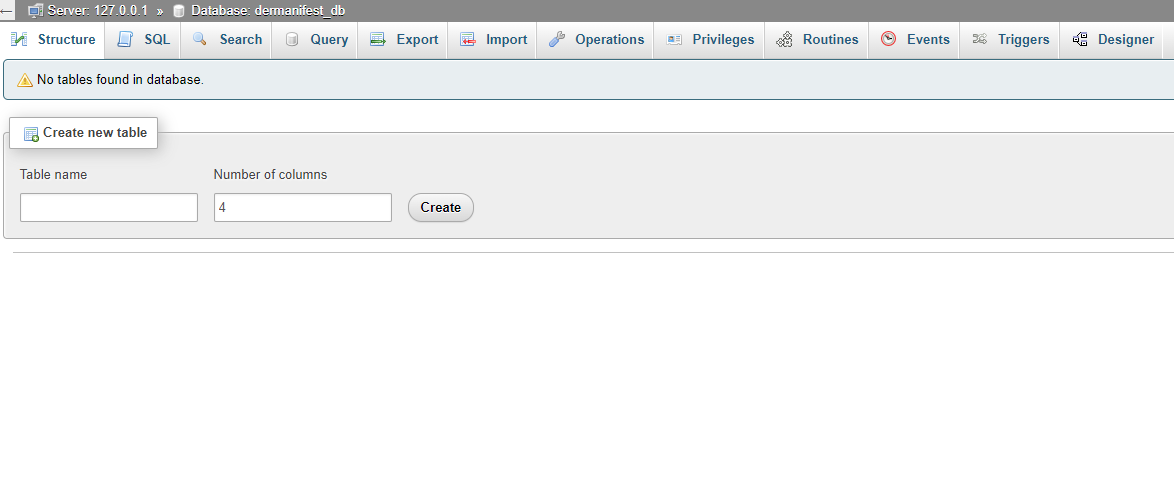 ← Server: 127.0.0.1 » Database: dermanifest_db
Structure SQL Search Query Export Import Operations Privileges Routines Events Triggers Designer
No tables found in database.
Create new table
Table name Number of columns
4 Create